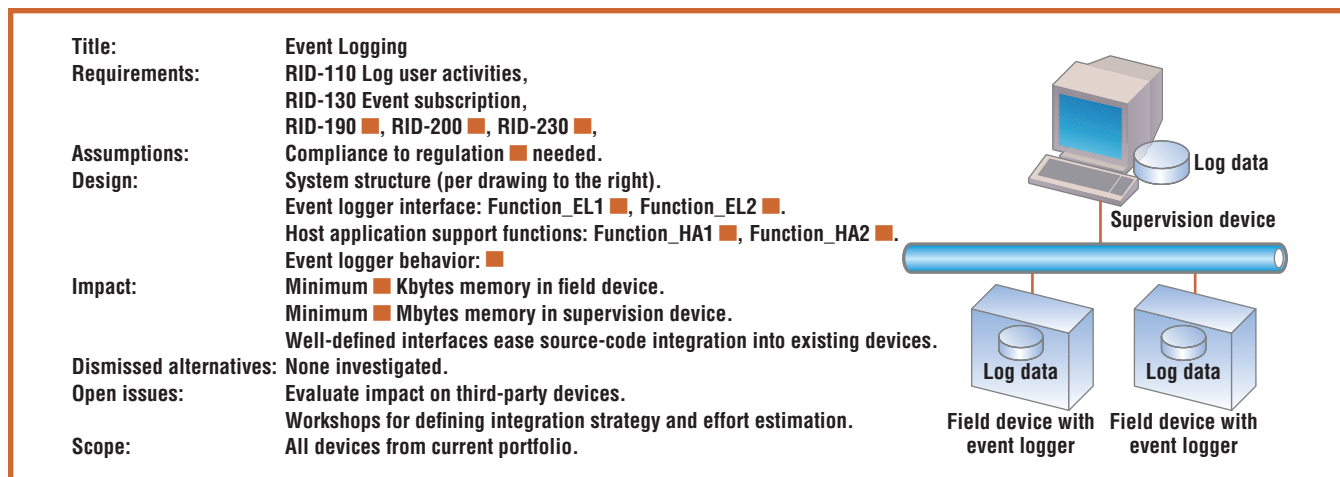 Title: Event Logging
Requirements: RID-110 Log user activities,
RID-130 Event subscription,
RID-190 ■, RID-200 ■, RID-230 ■,
Assumptions: Compliance to regulation ■ needed.
Design: System structure (per drawing to the right).
Event logger interface: Function_EL1 ■, Function_EL2 ■.
Host application support functions: Function_HA1 ■, Function_HA2 ■.
Event logger behavior: ■
Impact: Minimum ■ Kbytes memory in field device.
Minimum ■ Mbytes memory in supervision device.
Well-defined interfaces ease source-code integration into existing devices.
Dismissed alternatives: None investigated.
Open issues: Evaluate impact on third-party devices.
Workshops for defining integration strategy and effort estimation.
Scope: All devices from current portfolio.
Log data
Supervision device
Log data
Log data
Field device with
event logger
Field device with
event logger